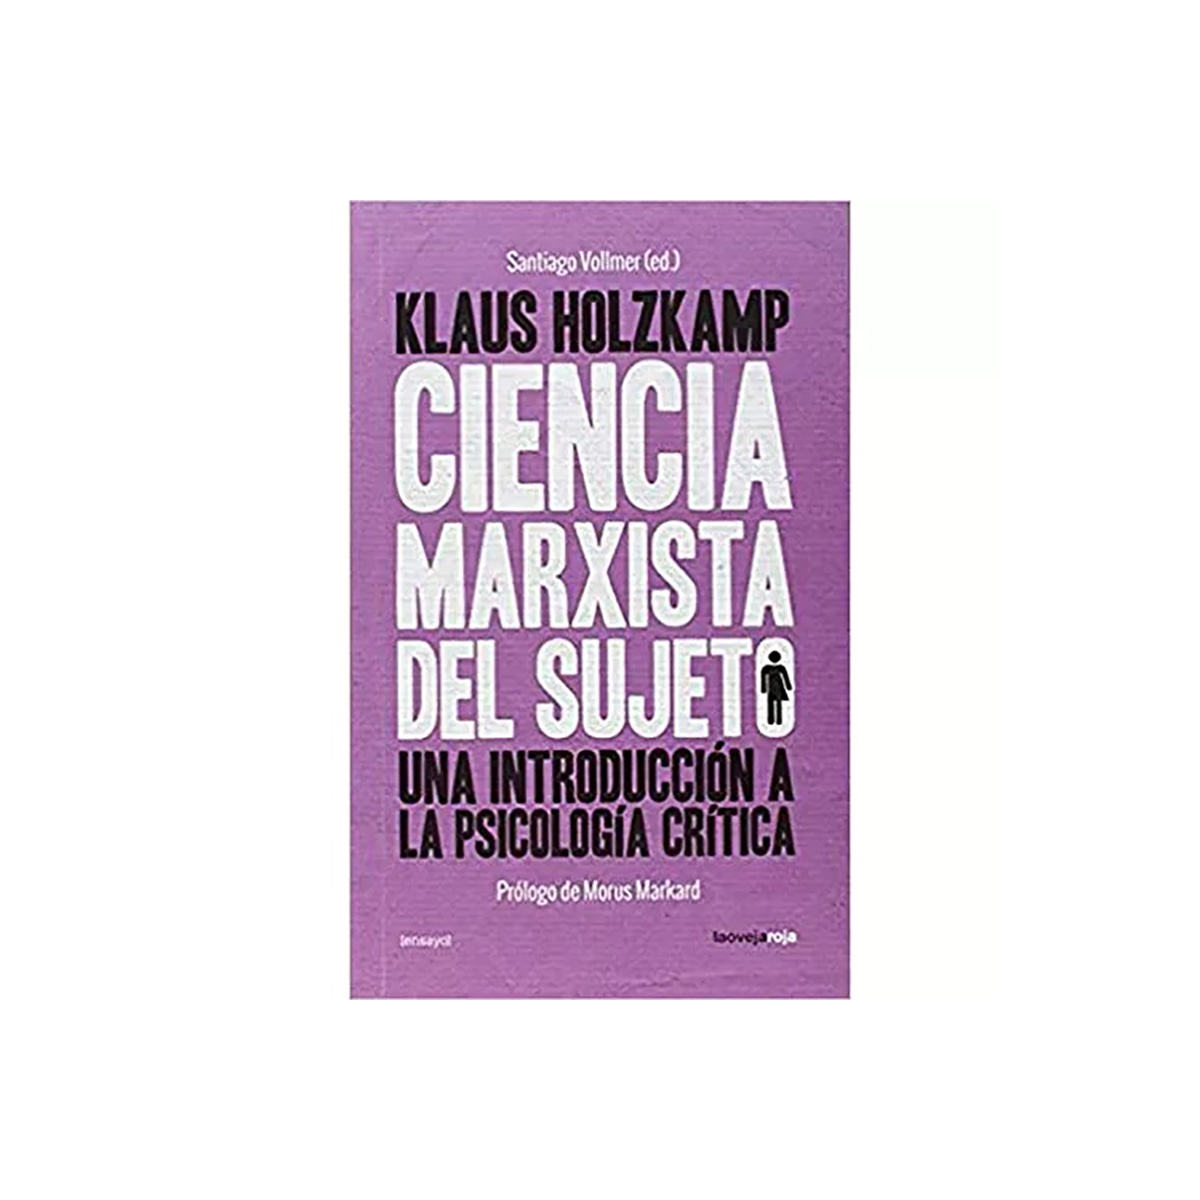 Santiago Vollmer (ed.)
KLAUS HOLZKAMP
CIENCIA
MARXISTA
DEL SUJETO
UNA INTRODUCCIÓN A
LA PSICOLOGÍA CRÍTICA
Prólogo de Morus Markard
[ensayo]
laovejaroja